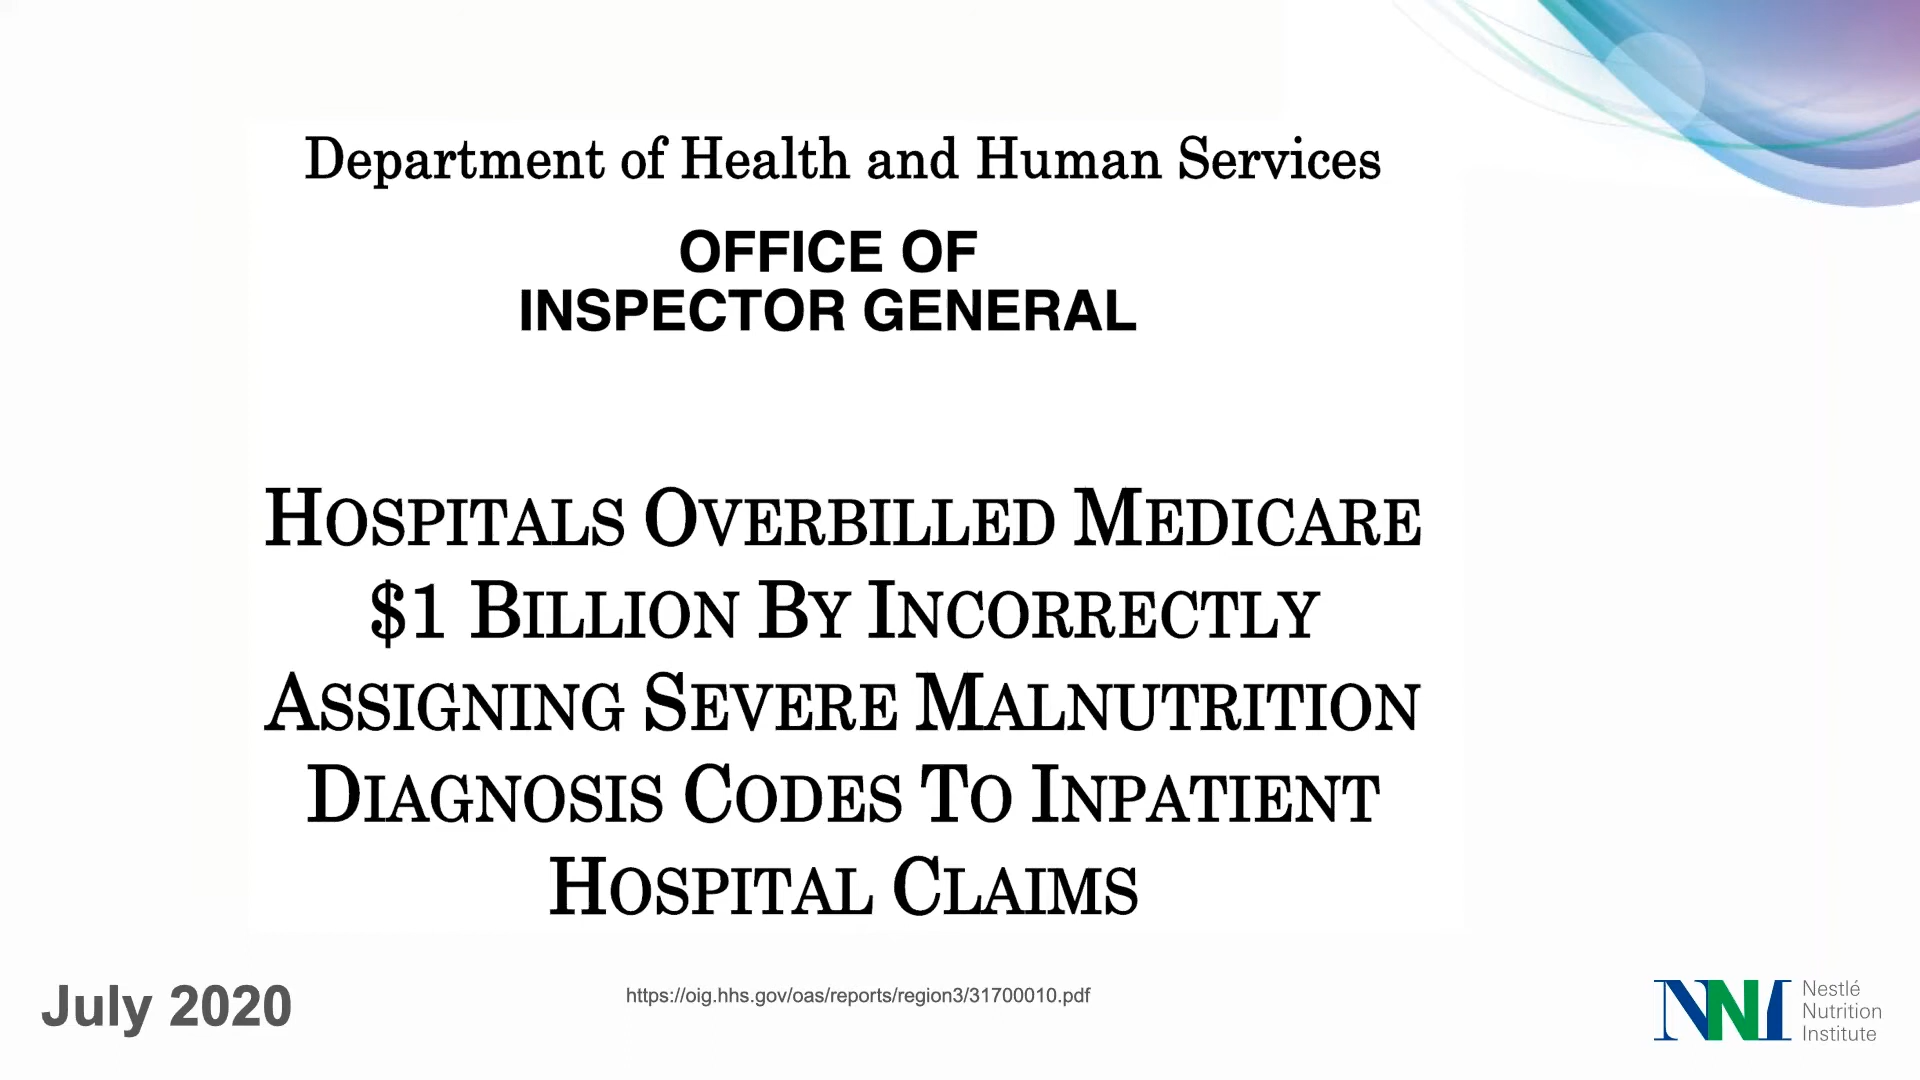 Department of Health and Human Services
OFFICE OF
INSPECTOR GENERAL
HOSPITALS OVERBILLED MEDICARE
$1 BILLION BY INCORRECTLY
ASSIGNING SEVERE MALNUTRITION
DIAGNOSIS CODES TO INPATIENT
HOSPITAL CLAIMS
July 2020
https://oig.hhs.gov/oas/reports/region3/31700010.pdf
NNI
Nestlé
Nutrition
Institute